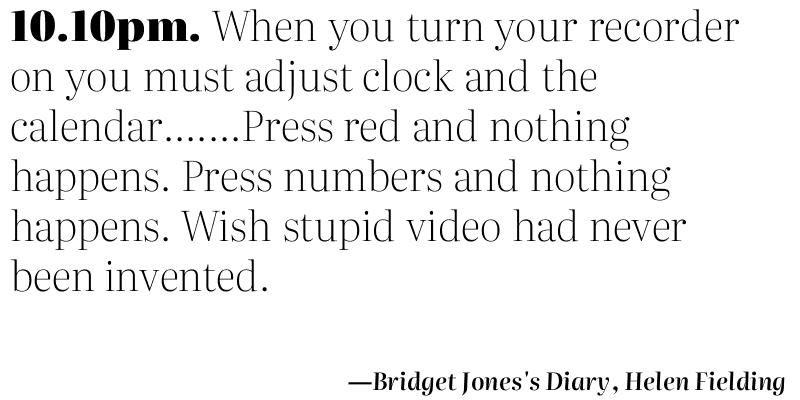 10.10pm. When you turn your recorder
on you must adjust clock and the
calendar.......Press red and nothing
happens. Press numbers and nothing
happens. Wish stupid video had never
been invented.
—Bridget Jones's Diary, Helen Fielding